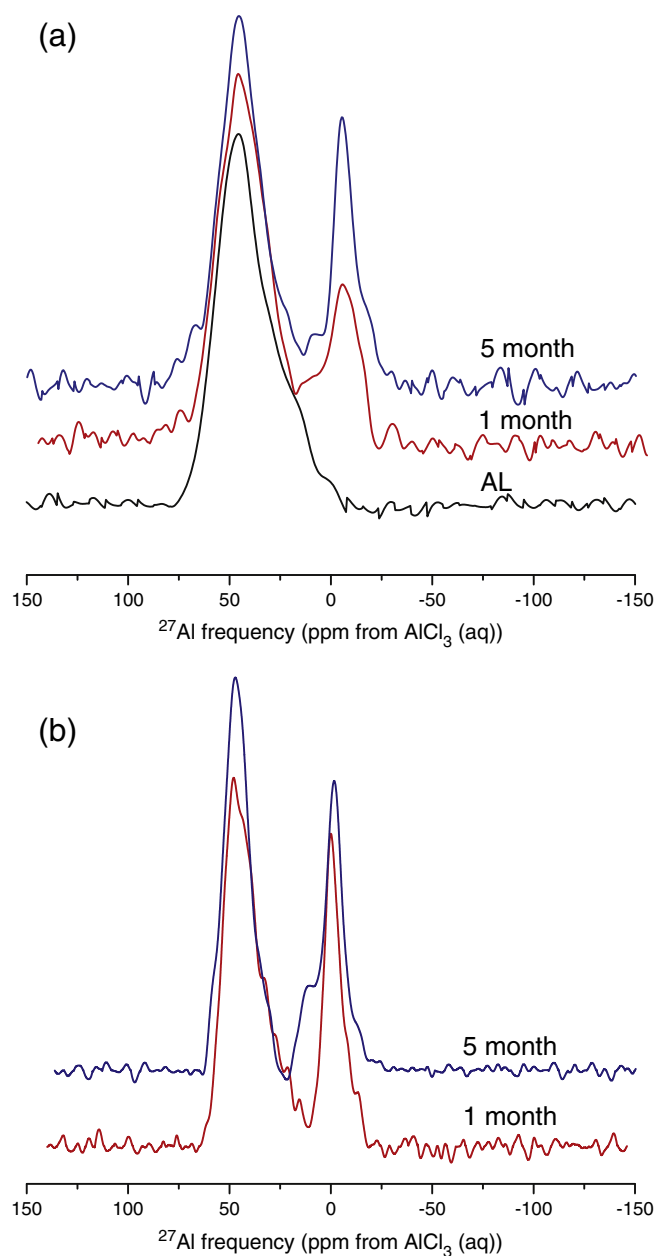 (a)
5 month
1 month
AL
150 100 50 0 -50 -100 -150
²⁷Al frequency (ppm from AlCl₃ (aq))
(b)
5 month
1 month
150 100 50 0 -50 -100 -150
²⁷Al frequency (ppm from AlCl₃ (aq))